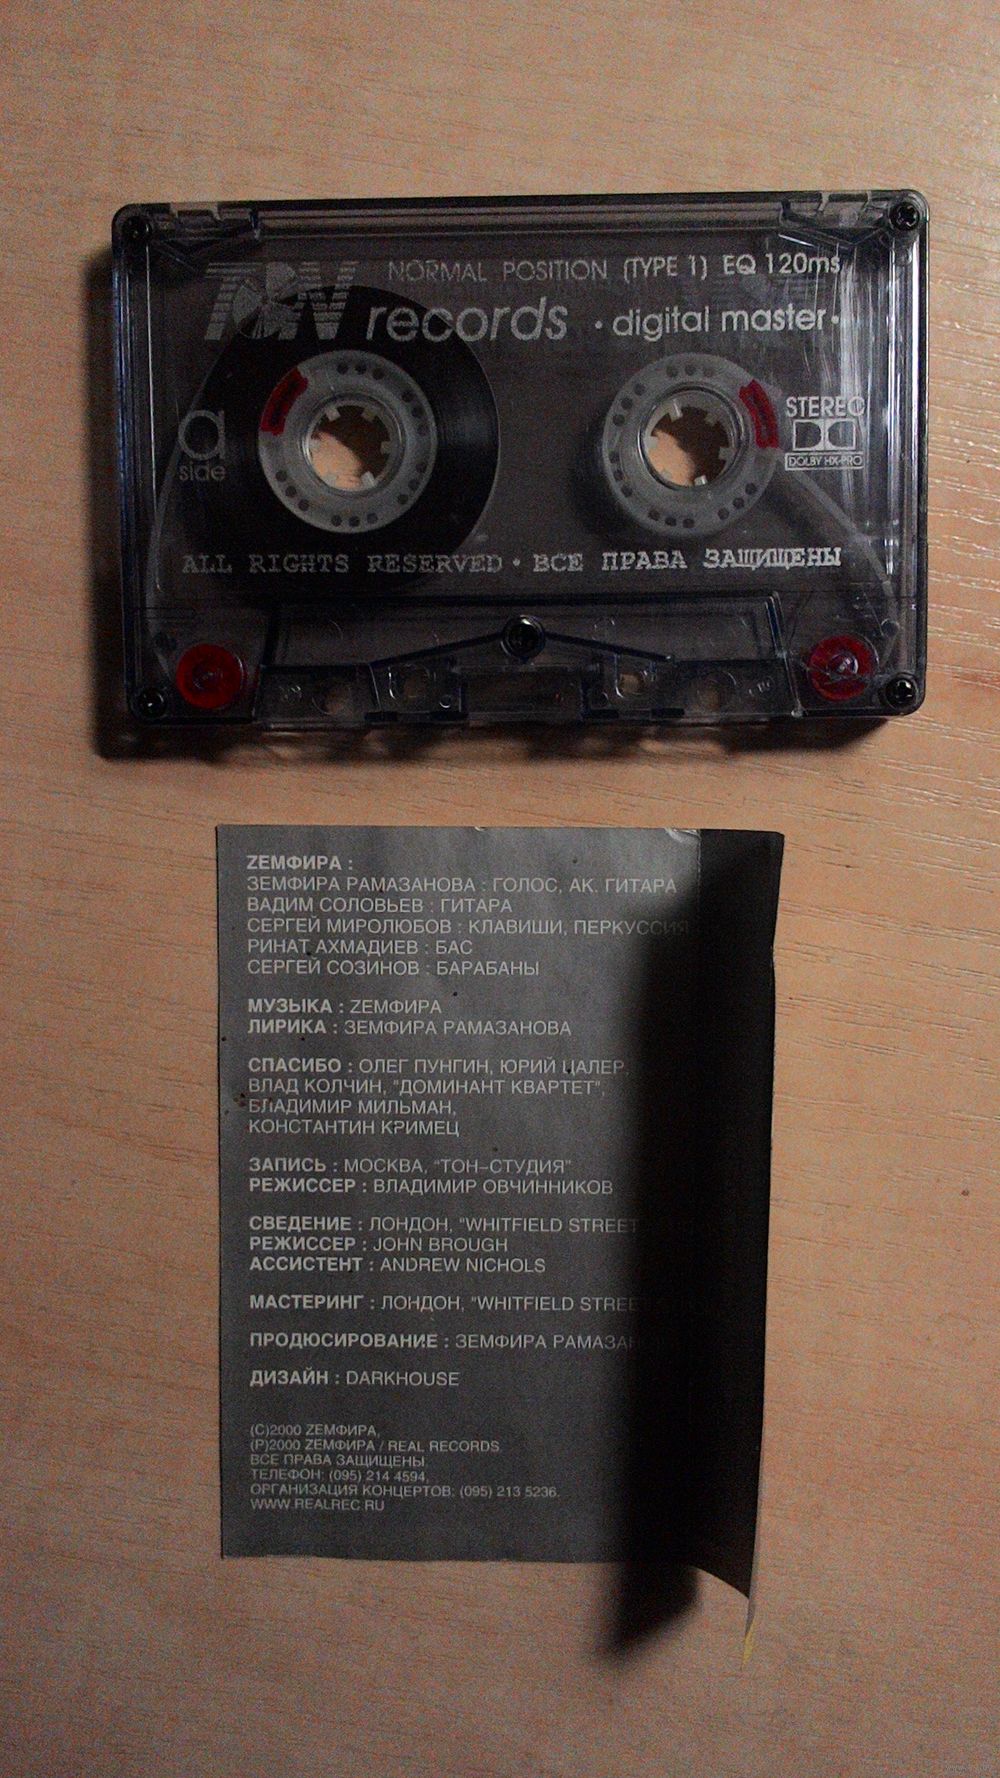 TON NORMAL POSITION (TYPE 1) EQ 120ms
records • digital master •
a side
STEREO
DOLBY HX-PRO
ALL RIGHTS RESERVED • ВСЕ ПРАВА ЗАЩИЩЕНЫ
ZЕМФИРА :
ЗЕМФИРА РАМАЗАНОВА : ГОЛОС, АК. ГИТАРА
ВАДИМ СОЛОВЬЕВ : ГИТАРА
СЕРГЕЙ МИРОЛЮБОВ : КЛАВИШИ, ПЕРКУССИЯ
РИНАТ АХМАДИЕВ : БАС
СЕРГЕЙ СОЗИНОВ : БАРАБАНЫ
МУЗЫКА : ZЕМФИРА
ЛИРИКА : ЗЕМФИРА РАМАЗАНОВА
СПАСИБО : ОЛЕГ ПУНГИН, ЮРИЙ ЦАЛЕР,
ВЛАД КОЛЧИН, "ДОМИНАНТ КВАРТЕТ",
ВЛАДИМИР МИЛЬМАН,
КОНСТАНТИН КРИМЕЦ
ЗАПИСЬ : МОСКВА, "ТОН-СТУДИЯ"
РЕЖИССЕР : ВЛАДИМИР ОВЧИННИКОВ
СВЕДЕНИЕ : ЛОНДОН, "WHITFIELD STREET
РЕЖИССЕР : JOHN BROUGH
АССИСТЕНТ : ANDREW NICHOLS
МАСТЕРИНГ : ЛОНДОН, "WHITFIELD STREET
ПРОДЮСИРОВАНИЕ : ЗЕМФИРА
ДИЗАЙН : DARKHOUSE
(C)2000 ZЕМФИРА,
(P)2000 ZЕМФИРА / REAL RECORDS
ВСЕ ПРАВА ЗАЩИЩЕНЫ.
ТЕЛЕФОН: (095) 214 4594,
ОРГАНИЗАЦИЯ КОНЦЕРТОВ: (095) 213 5236.
WWW.REALREC.RU